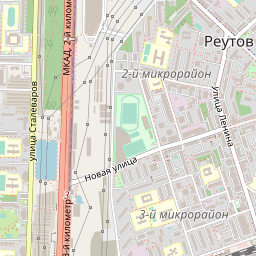 МКАД, 2-й километр
Реутов
2-й микрорайон
улица Сталеваров
улица Ленина
Новая улица
3-й километр
3-й микрорайон